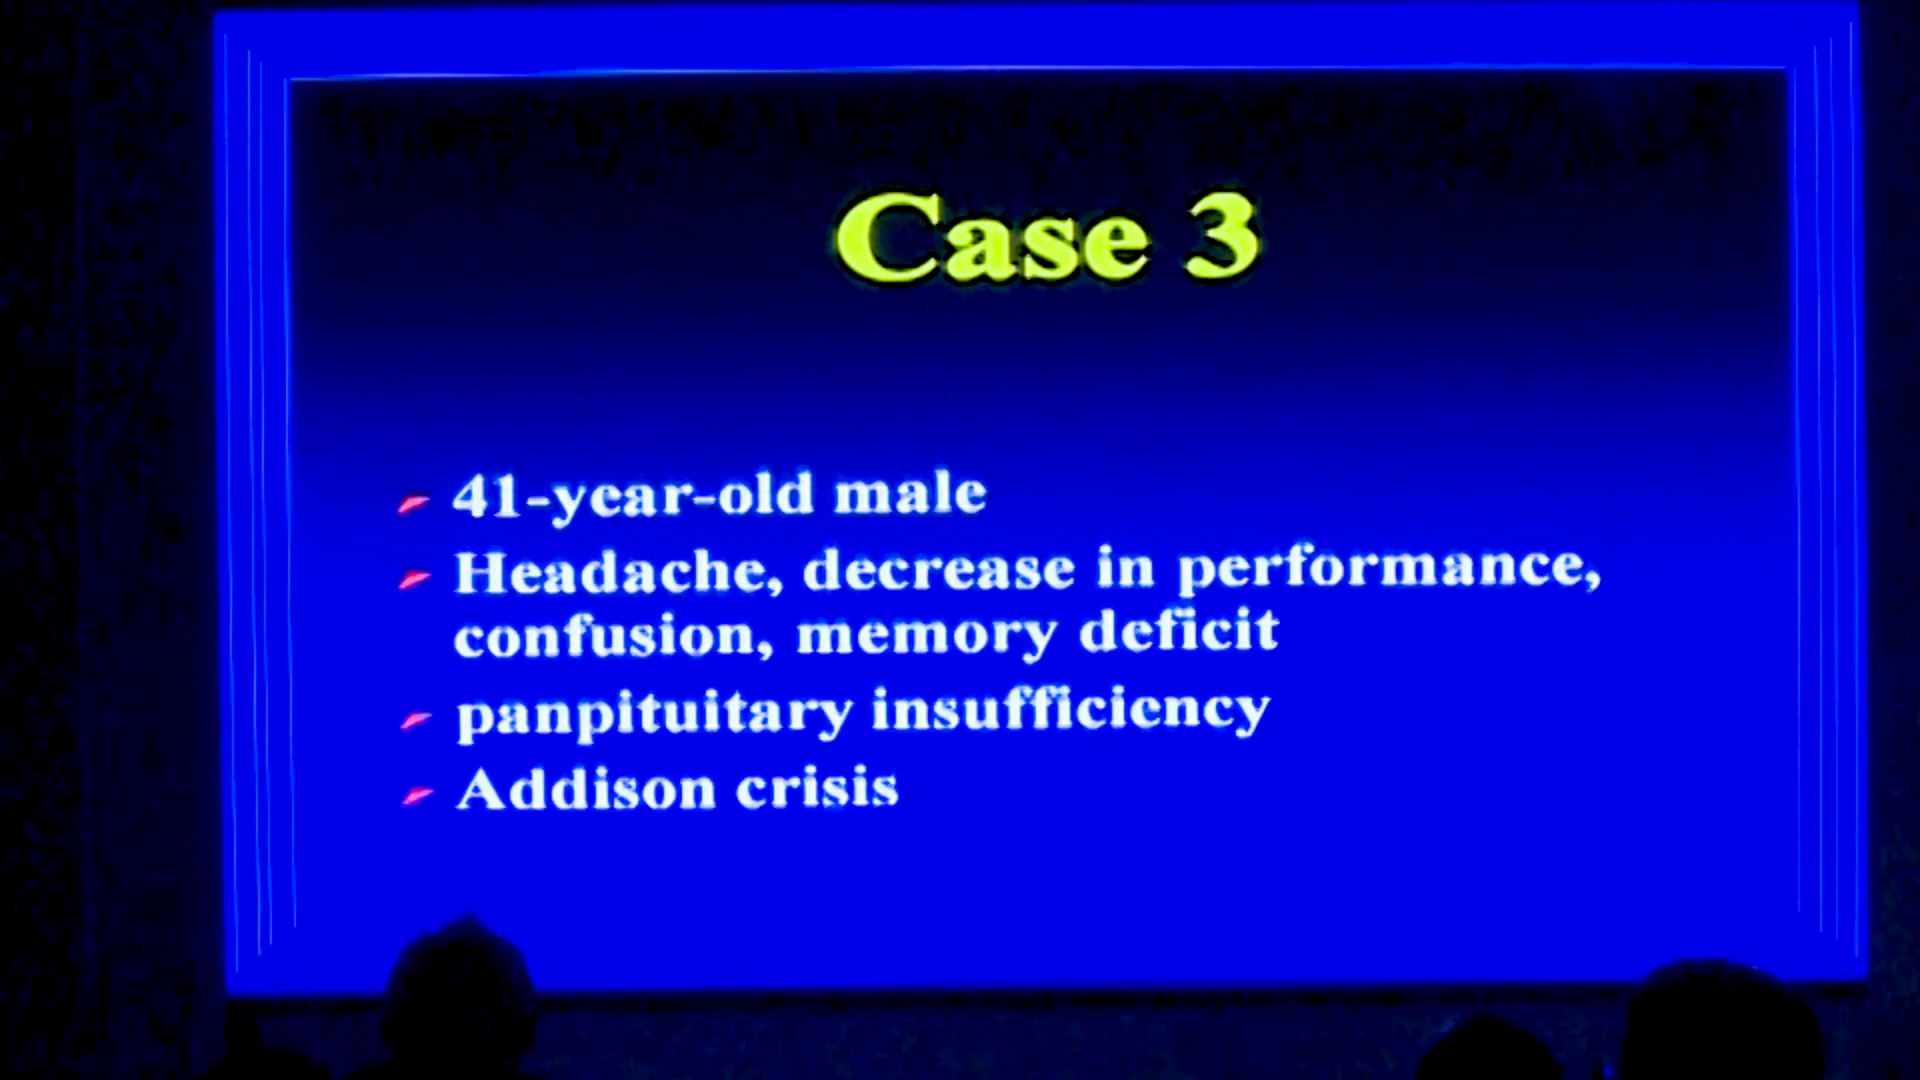 Case 3
41-year-old male
Headache, decrease in performance,
confusion, memory deficit
panpituitary insufficiency
Addison crisis